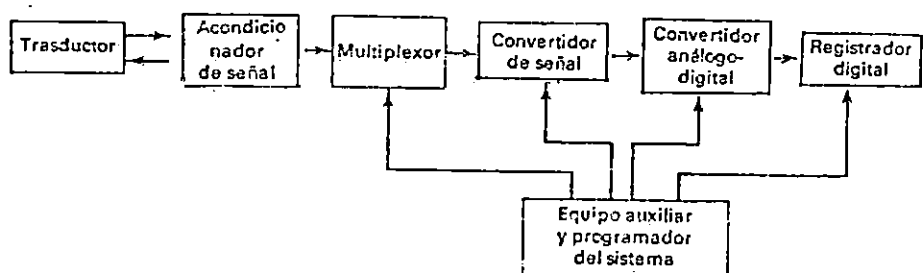 Trasductor
Acondicio
nador
de señal
Multiplexor
Convertidor
de señal
Convertidor
análogo-
digital
Registrador
digital
Equipo auxiliar
y programador
del sistema